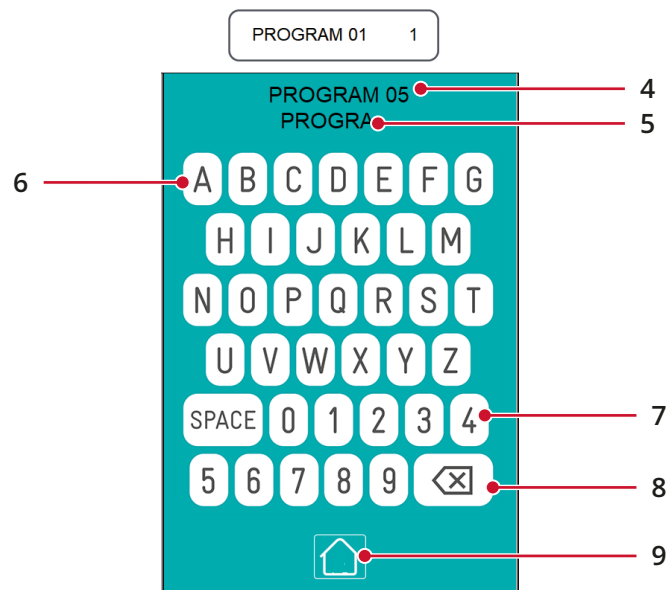 PROGRAM 01 1
PROGRAM 05 4
PROGRA 5
6 A B C D E F G
H I J K L M
N O P Q R S T
U V W X Y Z
SPACE 0 1 2 3 4 7
5 6 7 8 9 8
9